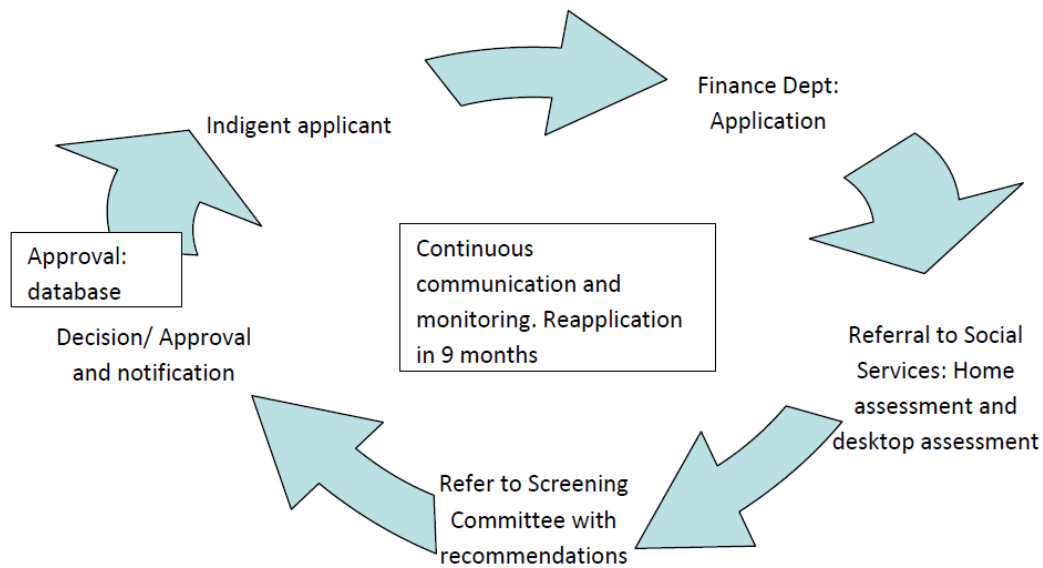 Indigent applicant
Finance Dept:
Application
Referral to Social
Services: Home
assessment and
desktop assessment
Refer to Screening
Committee with
recommendations
Decision/ Approval
and notification
Approval:
database
Continuous
communication and
monitoring. Reapplication
in 9 months